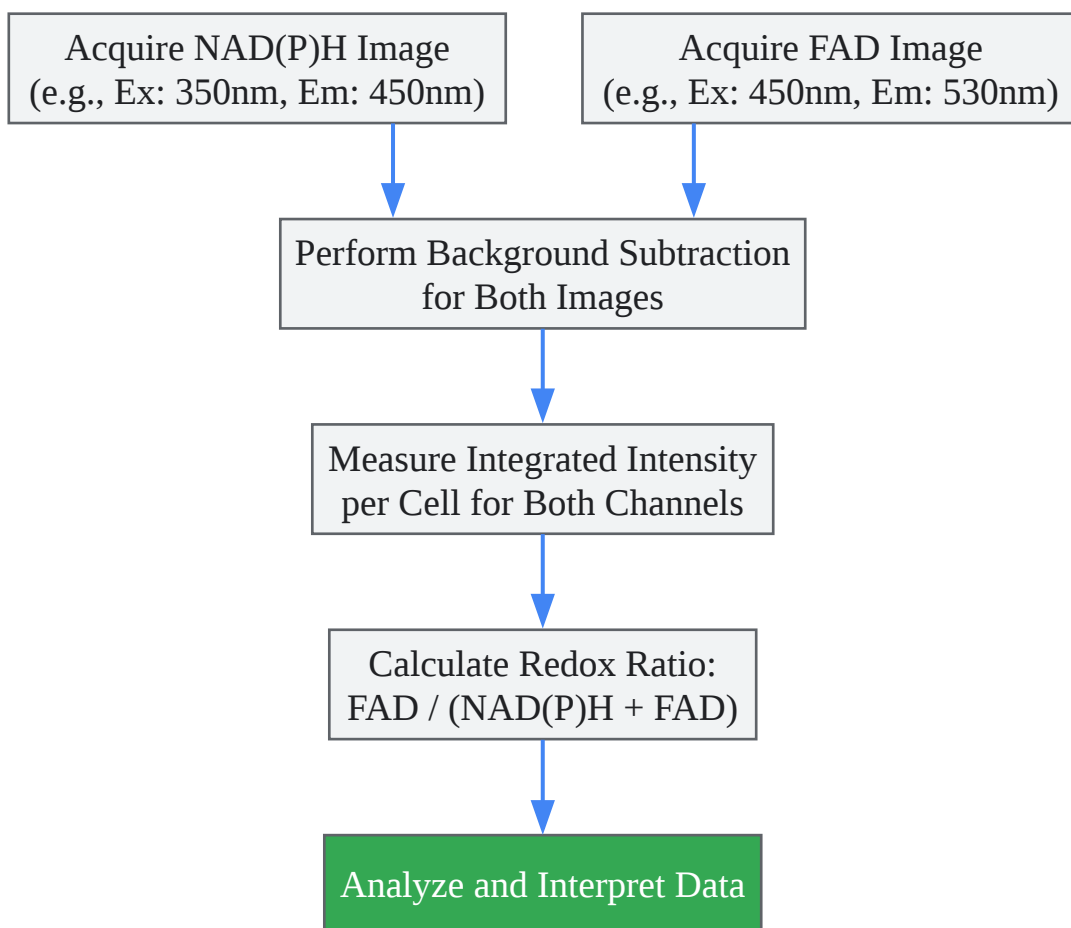 Acquire NAD(P)H Image
(e.g., Ex: 350nm, Em: 450nm)
Acquire FAD Image
(e.g., Ex: 450nm, Em: 530nm)
Perform Background Subtraction
for Both Images
Measure Integrated Intensity
per Cell for Both Channels
Calculate Redox Ratio:
FAD / (NAD(P)H + FAD)
Analyze and Interpret Data